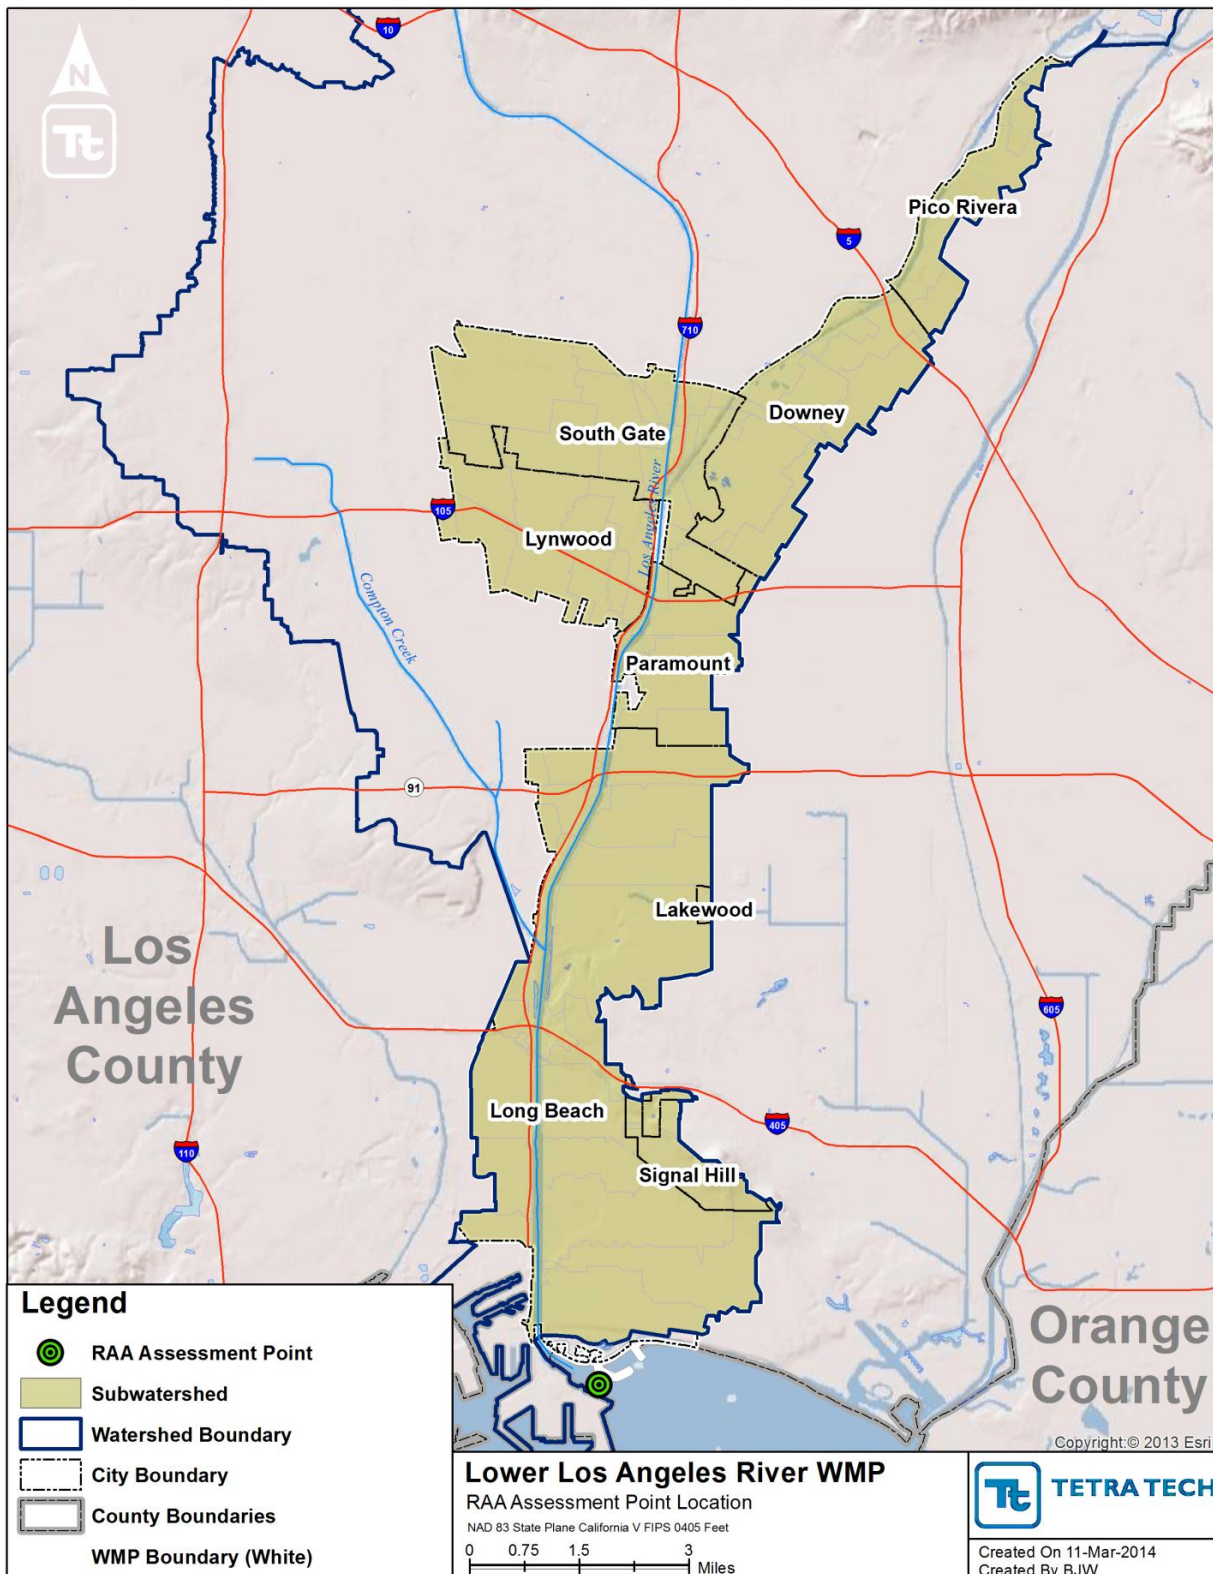 10
N
Tt
Pico Rivera
5
710
Downey
South Gate
Los Angeles River
105
Lynwood
Compton Creek
Paramount
91
Lakewood
Los
Angeles
County
605
Long Beach
405
110
Signal Hill
Orange
County
Copyright:© 2013 Esri
Legend
RAA Assessment Point
Subwatershed
Watershed Boundary
City Boundary
County Boundaries
WMP Boundary (White)
Lower Los Angeles River WMP
RAA Assessment Point Location
NAD 83 State Plane California V FIPS 0405 Feet
0 0.75 1.5 3
Miles
Tt TETRA TECH
Created On 11-Mar-2014
Created By BJW